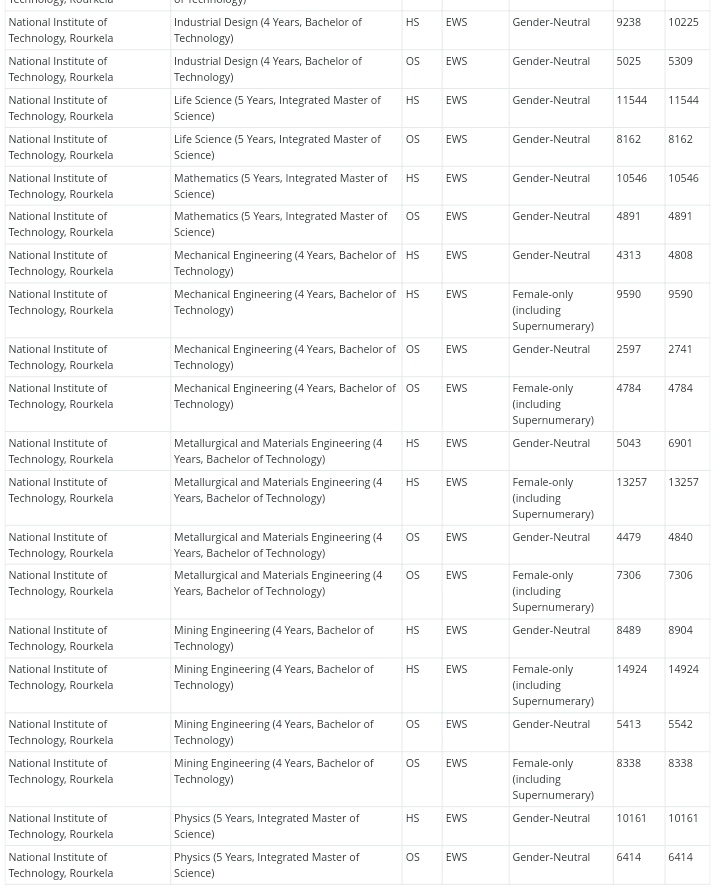 of Technology)
National Institute of Industrial Design (4 Years, Bachelor of HS EWS Gender-Neutral 9238 10225
Technology, Rourkela Technology)
National Institute of Industrial Design (4 Years, Bachelor of OS EWS Gender-Neutral 5025 5309
Technology, Rourkela Technology)
National Institute of Life Science (5 Years, Integrated Master of HS EWS Gender-Neutral 11544 11544
Technology, Rourkela Science)
National Institute of Life Science (5 Years, Integrated Master of OS EWS Gender-Neutral 8162 8162
Technology, Rourkela Science)
National Institute of Mathematics (5 Years, Integrated Master of HS EWS Gender-Neutral 10546 10546
Technology, Rourkela Science)
National Institute of Mathematics (5 Years, Integrated Master of OS EWS Gender-Neutral 4891 4891
Technology, Rourkela Science)
National Institute of Mechanical Engineering (4 Years, Bachelor of HS EWS Gender-Neutral 4313 4808
Technology, Rourkela Technology)
National Institute of Mechanical Engineering (4 Years, Bachelor of HS EWS Female-only 9590 9590
Technology, Rourkela Technology) (including
Supernumerary)
National Institute of Mechanical Engineering (4 Years, Bachelor of OS EWS Gender-Neutral 2597 2741
Technology, Rourkela Technology)
National Institute of Mechanical Engineering (4 Years, Bachelor of OS EWS Female-only 4784 4784
Technology, Rourkela Technology) (including
Supernumerary)
National Institute of Metallurgical and Materials Engineering (4 HS EWS Gender-Neutral 5043 6901
Technology, Rourkela Years, Bachelor of Technology)
National Institute of Metallurgical and Materials Engineering (4 HS EWS Female-only 13257 13257
Technology, Rourkela Years, Bachelor of Technology) (including
Supernumerary)
National Institute of Metallurgical and Materials Engineering (4 OS EWS Gender-Neutral 4479 4840
Technology, Rourkela Years, Bachelor of Technology)
National Institute of Metallurgical and Materials Engineering (4 OS EWS Female-only 7306 7306
Technology, Rourkela Years, Bachelor of Technology) (including
Supernumerary)
National Institute of Mining Engineering (4 Years, Bachelor of HS EWS Gender-Neutral 8489 8904
Technology, Rourkela Technology)
National Institute of Mining Engineering (4 Years, Bachelor of HS EWS Female-only 14924 14924
Technology, Rourkela Technology) (including
Supernumerary)
National Institute of Mining Engineering (4 Years, Bachelor of OS EWS Gender-Neutral 5413 5542
Technology, Rourkela Technology)
National Institute of Mining Engineering (4 Years, Bachelor of OS EWS Female-only 8338 8338
Technology, Rourkela Technology) (including
Supernumerary)
National Institute of Physics (5 Years, Integrated Master of HS EWS Gender-Neutral 10161 10161
Technology, Rourkela Science)
National Institute of Physics (5 Years, Integrated Master of OS EWS Gender-Neutral 6414 6414
Technology, Rourkela Science)